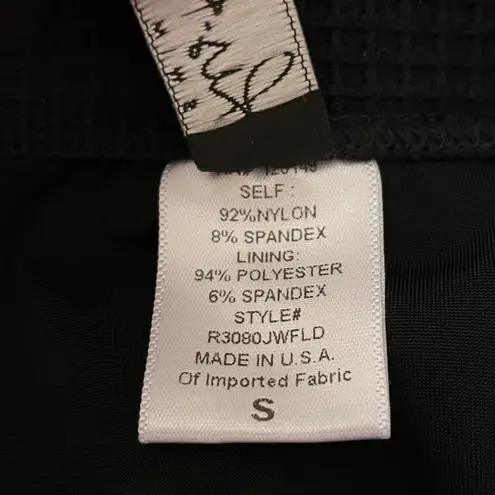 SELF :
92%NYLON
8% SPANDEX
LINING:
94% POLYESTER
6% SPANDEX
STYLE#
R3080JWFLD
MADE IN U.S.A.
Of Imported Fabric
S